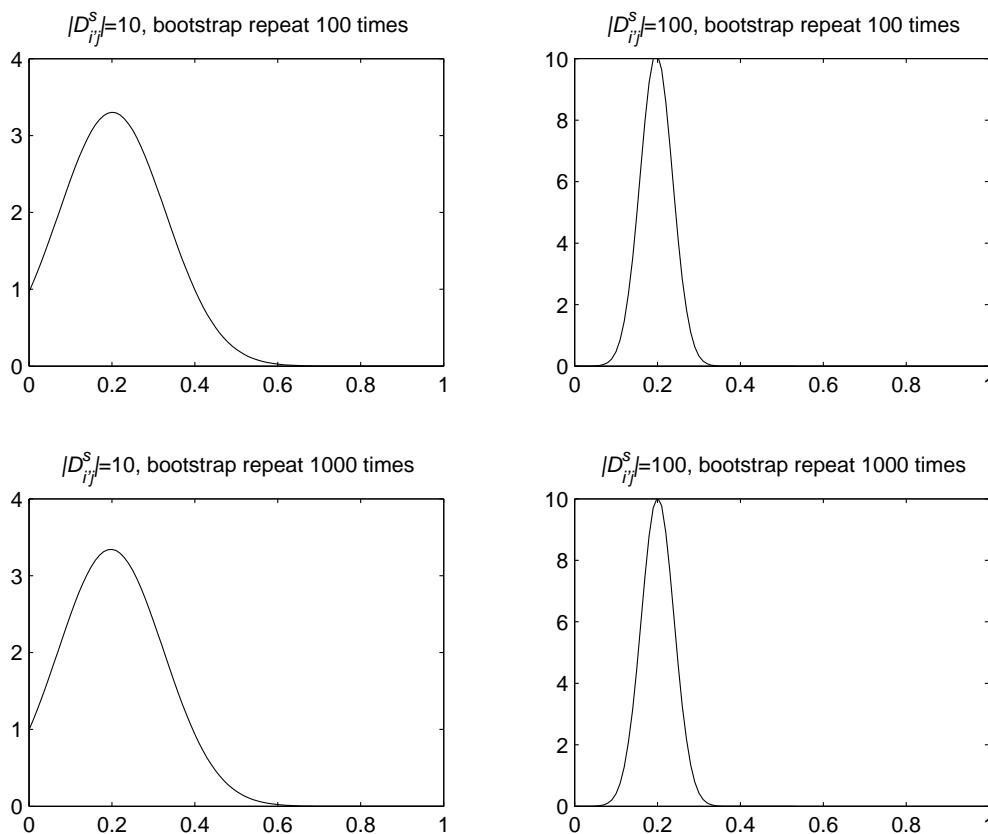 |D^s_{i'j}|=10, bootstrap repeat 100 times
4
3
2
1
0
0 0.2 0.4 0.6 0.8 1
|D^s_{i'j}|=100, bootstrap repeat 100 times
10
8
6
4
2
0
0 0.2 0.4 0.6 0.8 1
|D^s_{i'j}|=10, bootstrap repeat 1000 times
4
3
2
1
0
0 0.2 0.4 0.6 0.8 1
|D^s_{i'j}|=100, bootstrap repeat 1000 times
10
8
6
4
2
0
0 0.2 0.4 0.6 0.8 1